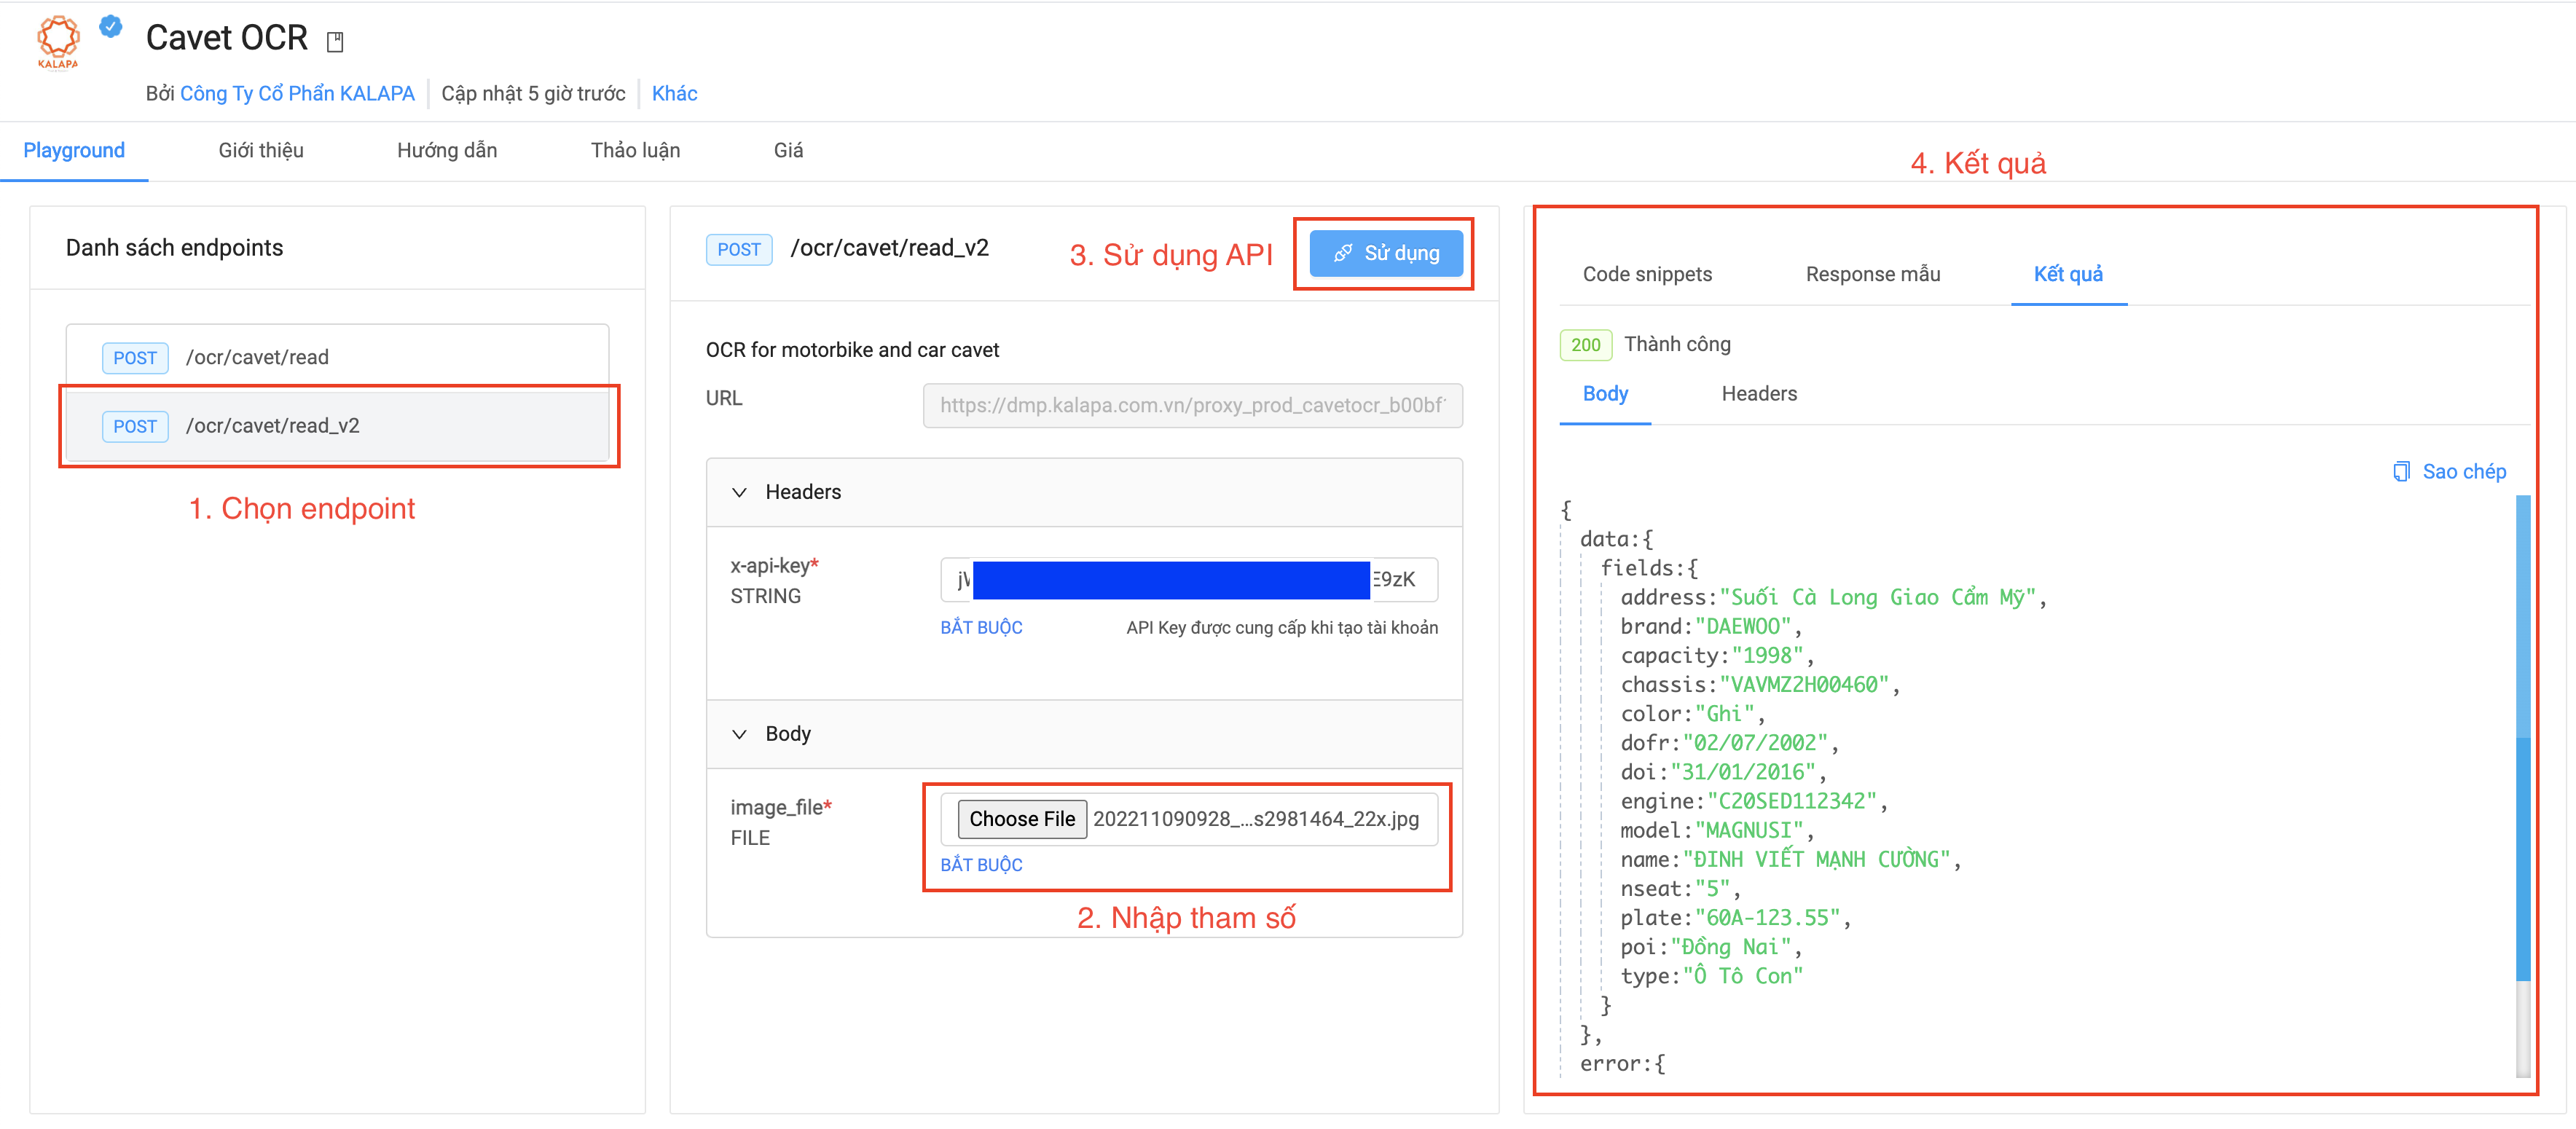 KALAPA
Cavet OCR
Bởi Công Ty Cổ Phẩn KALAPA
Cập nhật 5 giờ trước
Khác
Playground
Giới thiệu
Hướng dẫn
Thảo luận
Giá
Danh sách endpoints
POST /ocr/cavet/read
POST /ocr/cavet/read_v2
1. Chọn endpoint
POST /ocr/cavet/read_v2
3. Sử dụng API
Sử dụng
OCR for motorbike and car cavet
URL
https://dmp.kalapa.com.vn/proxy_prod_cavetocr_b00bf
Headers
x-api-key*
STRING
E9zK
BẮT BUỘC
API Key được cung cấp khi tạo tài khoản
Body
image_file*
FILE
Choose File 202211090928_...s2981464_22x.jpg
BẮT BUỘC
2. Nhập tham số
4. Kết quả
Code snippets
Response mẫu
Kết quả
200 Thành công
Body
Headers
Sao chép
{
data:{
fields:{
address:"Suối Cà Long Giao Cẩm Mỹ",
brand:"DAEWOO",
capacity:"1998",
chassis:"VAVMZ2H00460",
color:"Ghi",
dofr:"02/07/2002",
doi:"31/01/2016",
engine:"C20SED112342",
model:"MAGNUSI",
name:"ĐINH VIẾT MẠNH CƯỜNG",
nseat:"5",
plate:"60A-123.55",
poi:"Đồng Nai",
type:"Ô Tô Con"
}
},
error:{